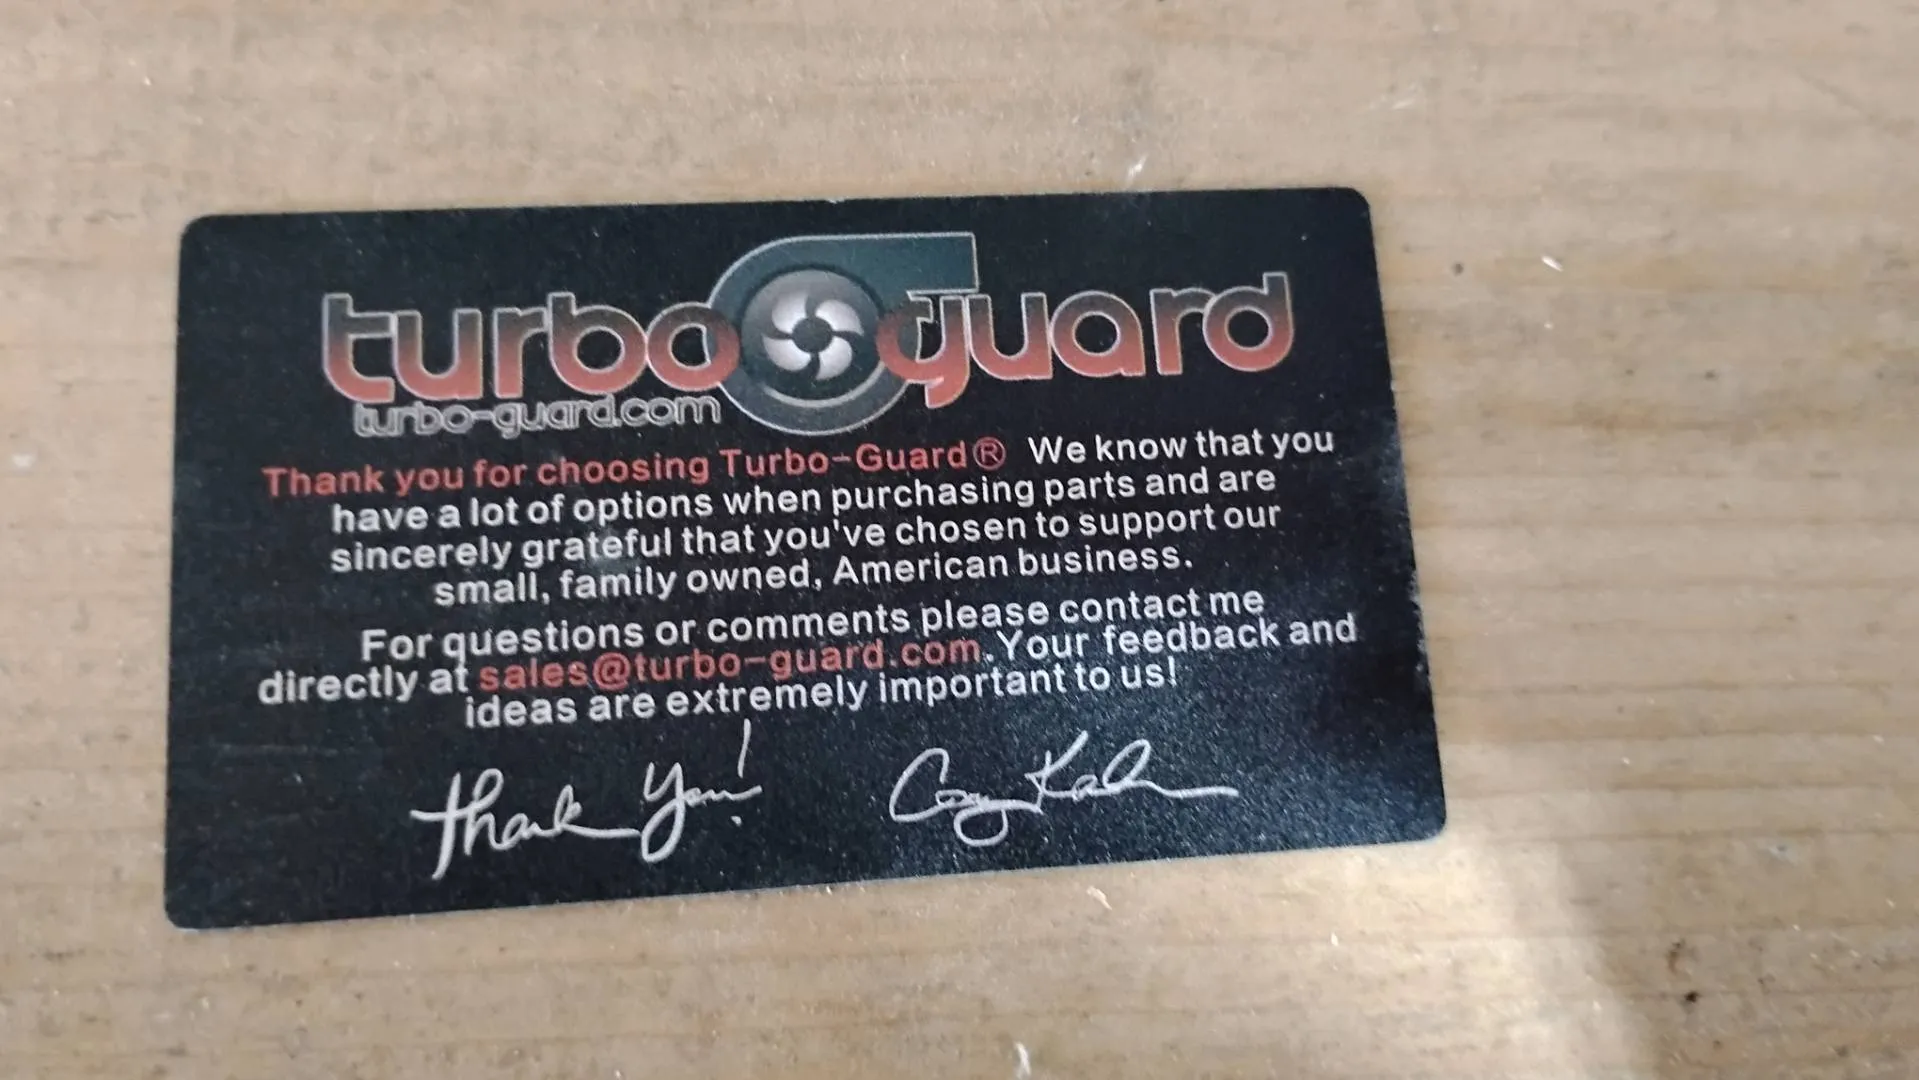 turbo guard
turbo-guard.com
Thank you for choosing Turbo-Guard® We know that you
have a lot of options when purchasing parts and are
sincerely grateful that you've chosen to support our
small, family owned, American business.
For questions or comments please contact me
directly at sales@turbo-guard.com. Your feedback and
ideas are extremely important to us!
Thank You!